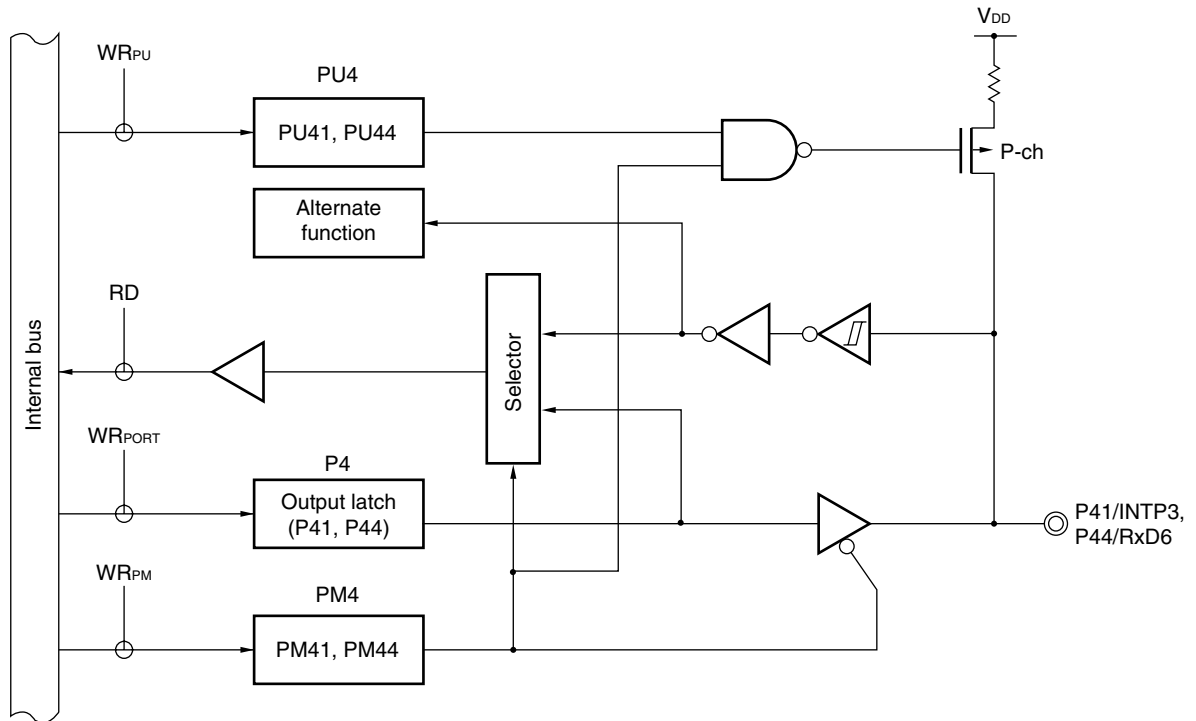 VDD
WRPU
PU4
PU41, PU44
P-ch
Alternate
function
RD
Internal bus
Selector
WRPORT
P4
Output latch
(P41, P44)
P41/INTP3,
P44/RxD6
WRPM
PM4
PM41, PM44